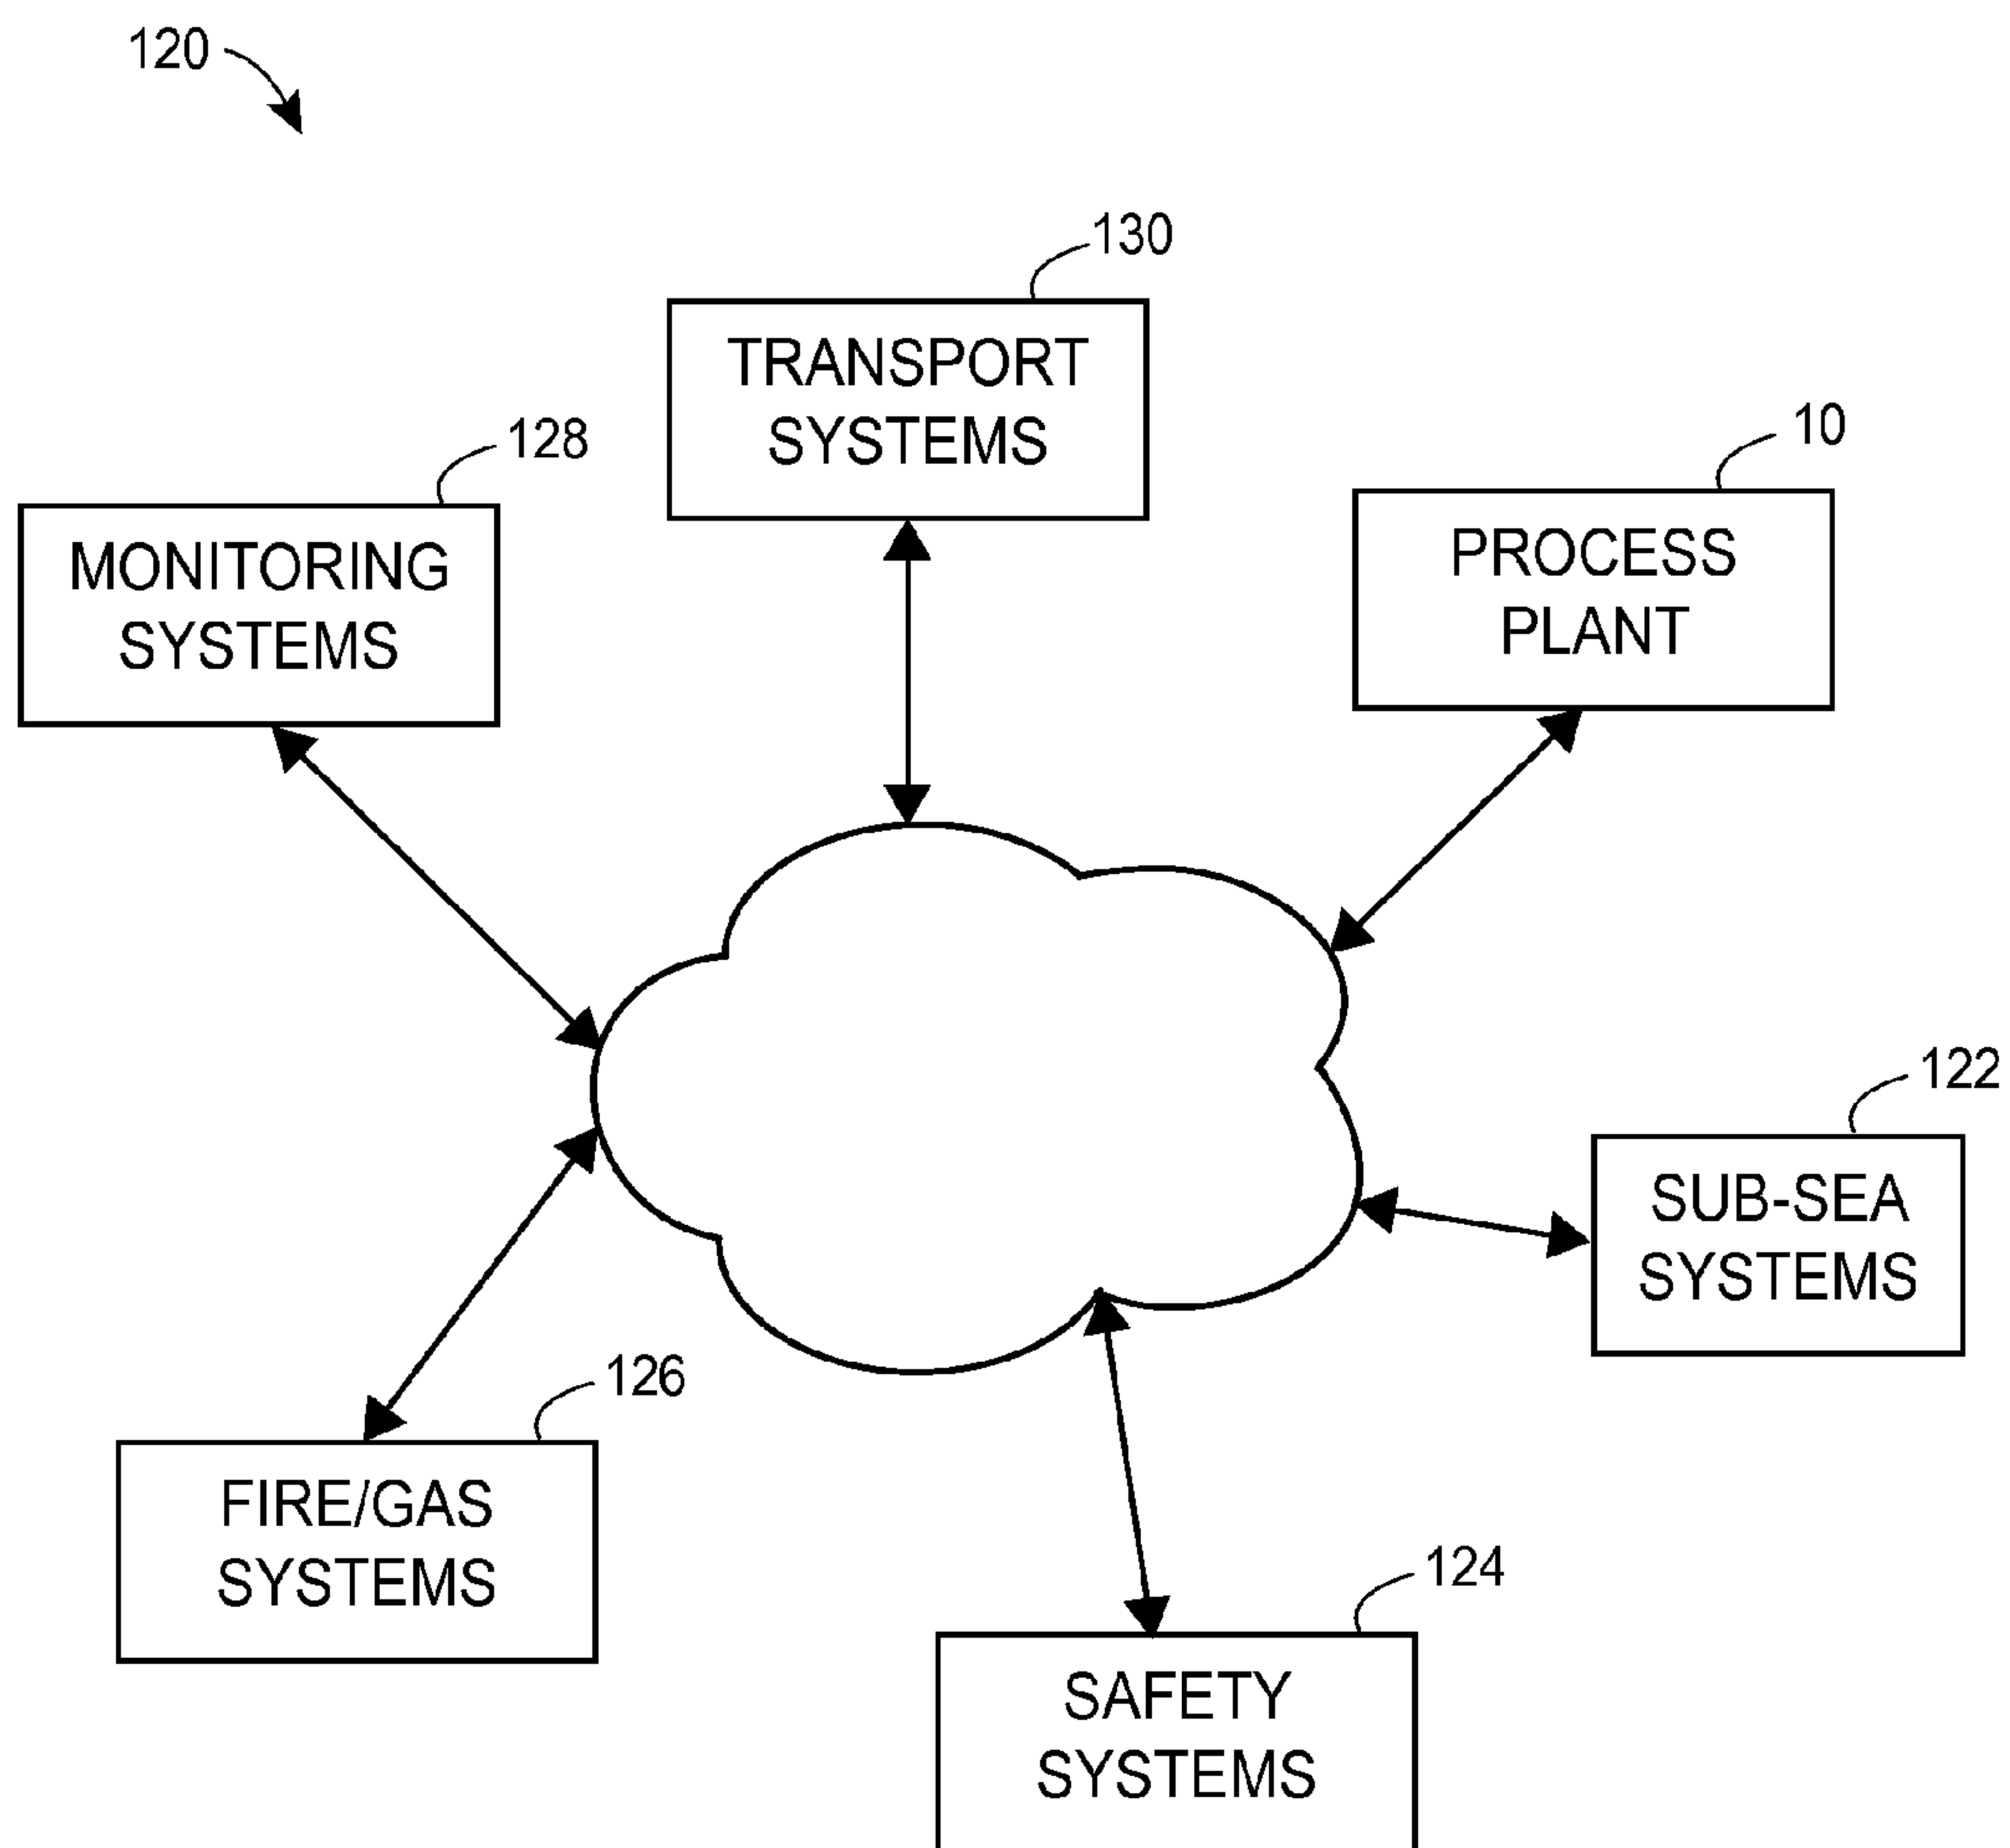 120
130
TRANSPORT
SYSTEMS
128
MONITORING
SYSTEMS
10
PROCESS
PLANT
122
SUB-SEA
SYSTEMS
126
FIRE/GAS
SYSTEMS
124
SAFETY
SYSTEMS